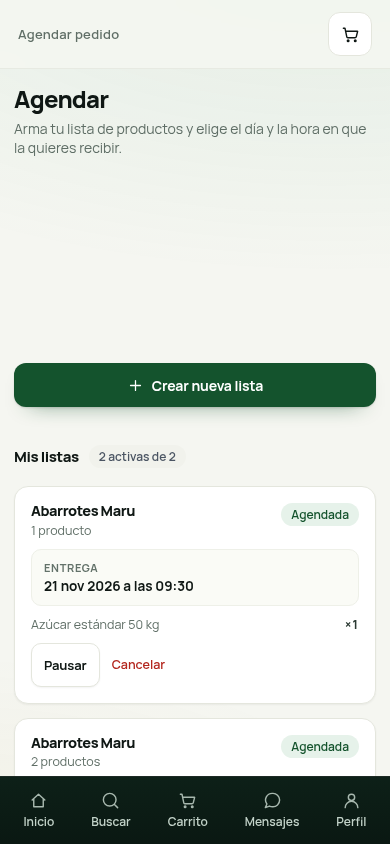 Agendar pedido
Agendar
Arma tu lista de productos y elige el día y la hora en que
la quieres recibir.
Crear nueva lista
Mis listas
2 activas de 2
Abarrotes Maru
Agendada
1 producto
ENTREGA
21 nov 2026 a las 09:30
Azúcar estándar 50 kg
×1
Pausar
Cancelar
Abarrotes Maru
Agendada
2 productos
Inicio
Buscar
Carrito
Mensajes
Perfil